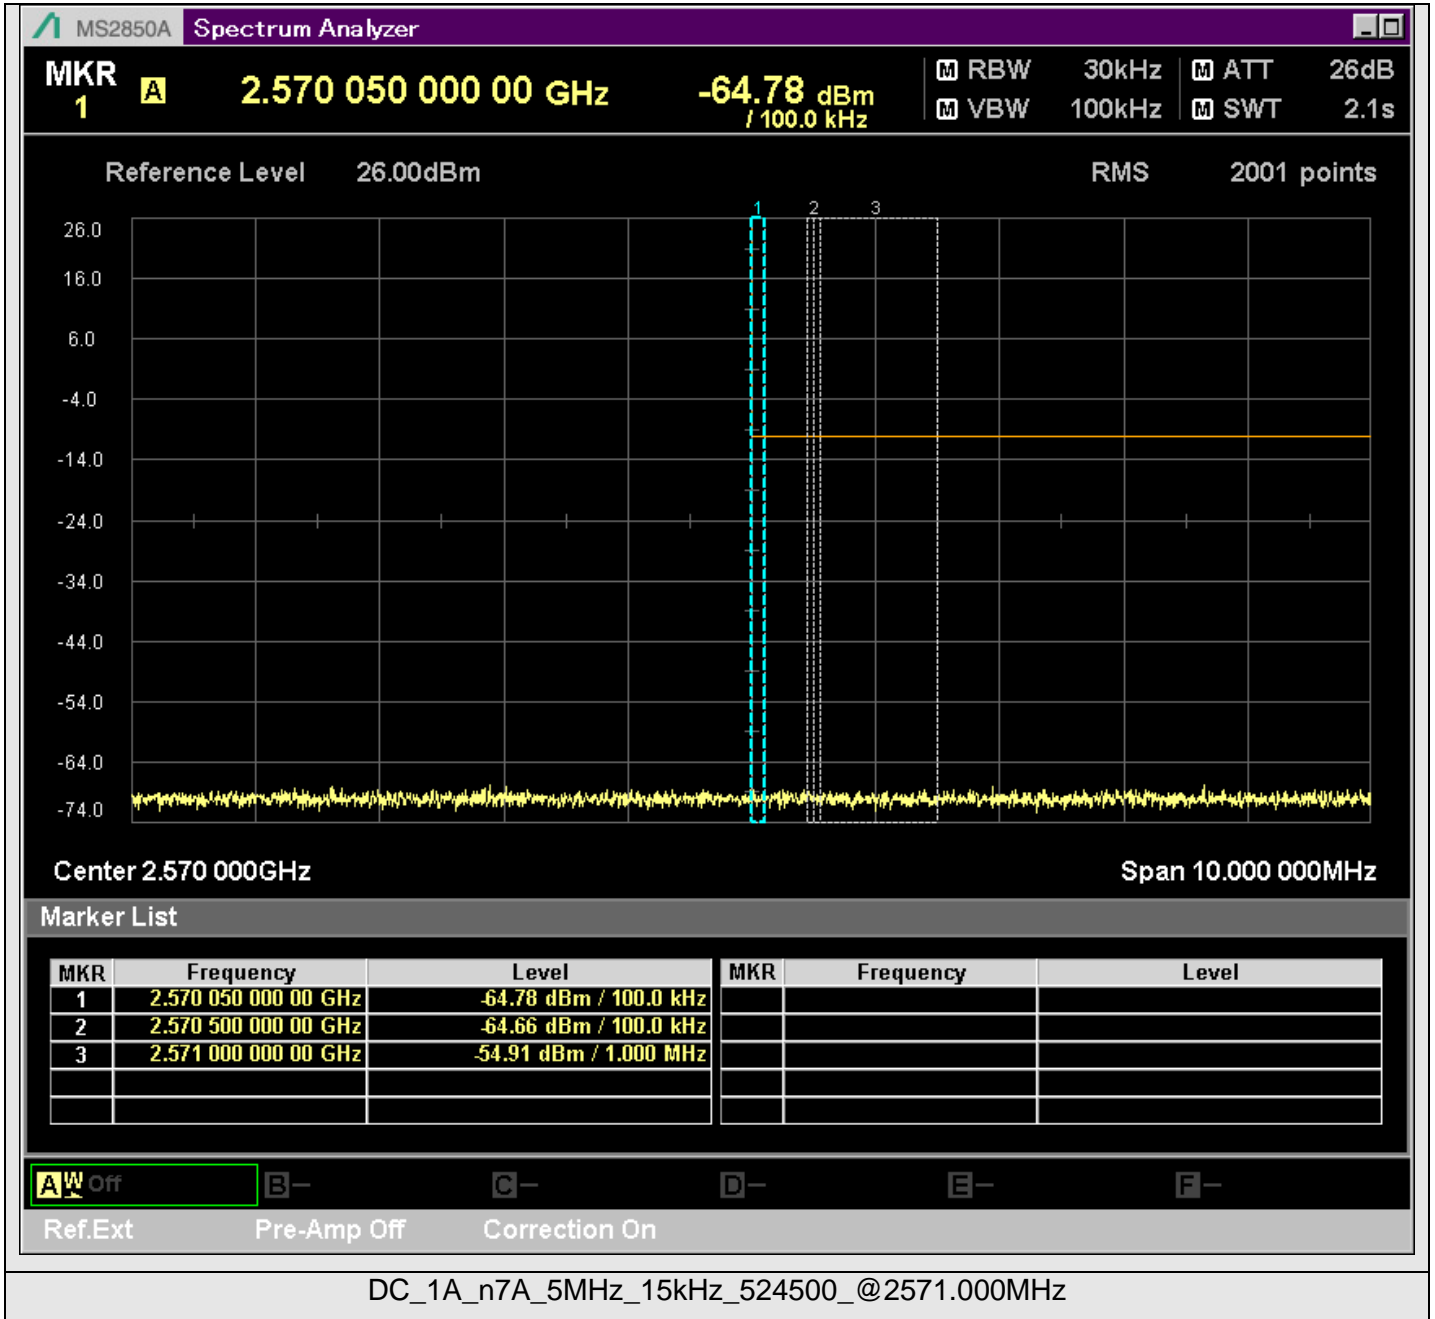 MS2850A Spectrum Analyzer
MKR 1 A 2.570 050 000 00 GHz -64.78 dBm / 100.0 kHz
M RBW 30kHz M ATT 26dB
M VBW 100kHz M SWT 2.1s
Reference Level 26.00dBm RMS 2001 points
1 2 3
26.0
16.0
6.0
-4.0
-14.0
-24.0
-34.0
-44.0
-54.0
-64.0
-74.0
Center 2.570 000GHz Span 10.000 000MHz
Marker List
MKR Frequency Level MKR Frequency Level
1 2.570 050 000 00 GHz -64.78 dBm / 100.0 kHz
2 2.570 500 000 00 GHz -64.66 dBm / 100.0 kHz
3 2.571 000 000 00 GHz -54.91 dBm / 1.000 MHz
A W Off B - C - D - E - F -
Ref.Ext Pre-Amp Off Correction On
DC_1A_n7A_5MHz_15kHz_524500_@2571.000MHz